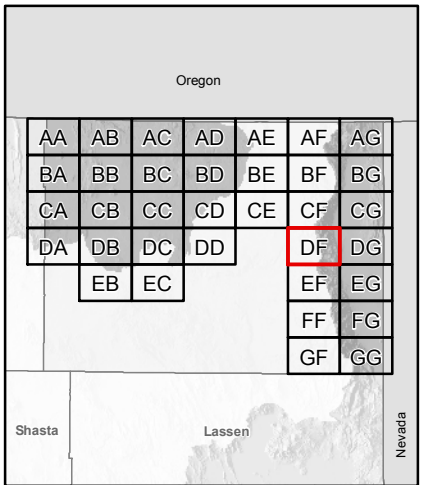 Oregon
AA AB AC AD AE AF AG
BA BB BC BD BE BF BG
CA CB CC CD CE CF CG
DA DB DC DD DF DG
EB EC EF EG
FF FG
GF GG
Shasta Lassen Nevada